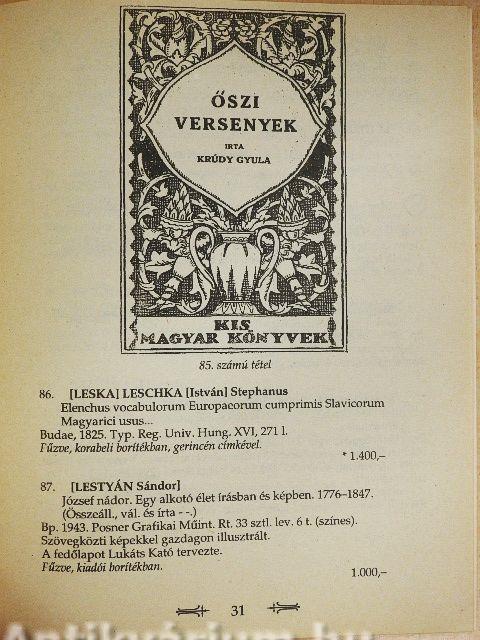 ŐSZI
VERSENYEK
IRTA
KRÚDY GYULA
KIS
MAGYAR KÖNYVEK
85. számú tétel
86. [LESKA] LESCHKA [István] Stephanus
Elenchus vocabulorum Europaeorum cumprimis Slavicorum
Magyarici usus...
Budae, 1825. Typ. Reg. Univ. Hung. XVI, 271 l.
Fűzve, korabeli borítékban, gerincén címkével.
* 1.400,–
87. [LESTYÁN Sándor]
József nádor. Egy alkotó élet írásban és képben. 1776–1847.
(Összeáll., vál. és írta - -.)
Bp. 1943. Posner Grafikai Műint. Rt. 33 sztl. lev. 6 t. (színes).
Szövegközti képekkel gazdagon illusztrált.
A fedőlapot Lukáts Kató tervezte.
Fűzve, kiadói borítékban.
1.000,–
31
Antikvárium.hu